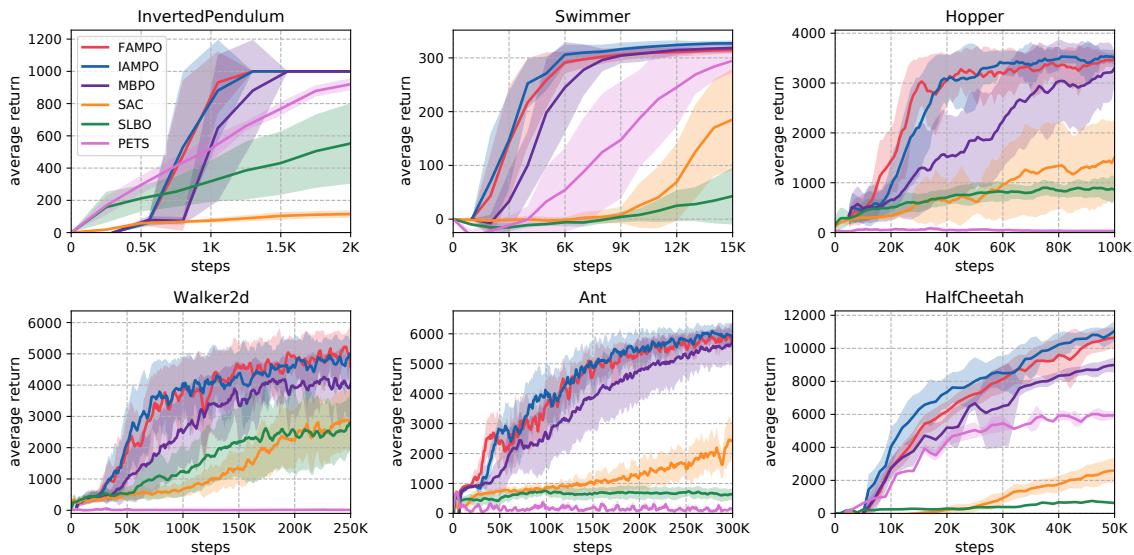 InvertedPendulum
1200
1000
800
600
400
200
0
average return
0
0.5K
1K
1.5K
2K
steps
FAMPO
IAMPO
MBPO
SAC
SLBO
PETS
Swimmer
300
200
100
0
average return
0
3K
6K
9K
12K
15K
steps
Hopper
4000
3000
2000
1000
0
average return
0
20K
40K
60K
80K
100K
steps
Walker2d
6000
5000
4000
3000
2000
1000
0
average return
0
50K
100K
150K
200K
250K
steps
Ant
6000
4000
2000
0
average return
0
50K
100K
150K
200K
250K
300K
steps
HalfCheetah
12000
10000
8000
6000
4000
2000
0
average return
0
10K
20K
30K
40K
50K
steps